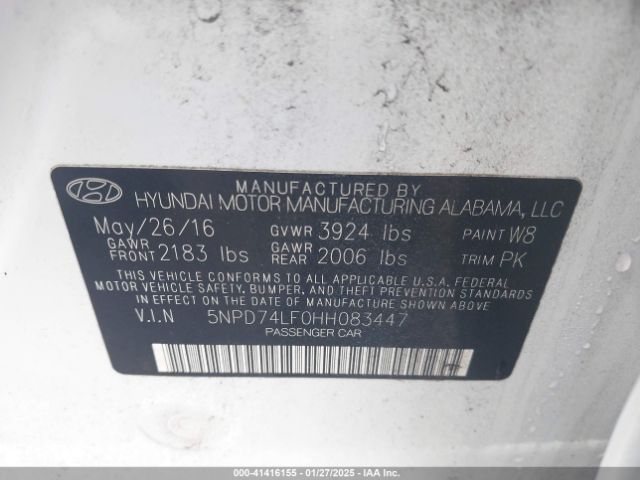 MANUFACTURED BY
HYUNDAI MOTOR MANUFACTURING ALABAMA, LLC
May/26/16 GVWR 3924 lbs PAINT W8
GAWR FRONT 2183 lbs GAWR REAR 2006 lbs TRIM PK
THIS VEHICLE CONFORMS TO ALL APPLICABLE U.S.A. FEDERAL
MOTOR VEHICLE SAFETY, BUMPER, AND THEFT PREVENTION STANDARDS
IN EFFECT ON THE DATE OF MANUFACTURE SHOWN ABOVE.
V.I.N 5NPD74LF0HH083447
PASSENGER CAR
000-41416155 - 01/27/2025 - IAA Inc.